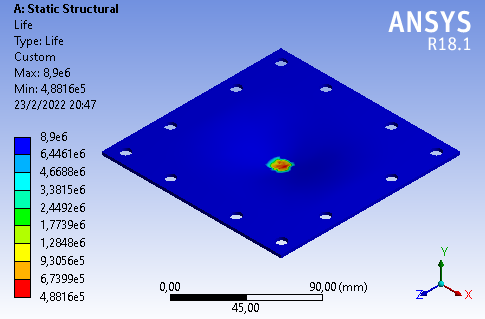 A: Static Structural
Life
Type: Life
Custom
Max: 8,9e6
Min: 4,8816e5
23/2/2022 20:47
ANSYS
R18.1
8,9e6
6,4461e6
4,6688e6
3,3815e6
2,4492e6
1,7739e6
1,2848e6
9,3056e5
6,7399e5
4,8816e5
0,00
90,00 (mm)
45,00
Y
Z
X